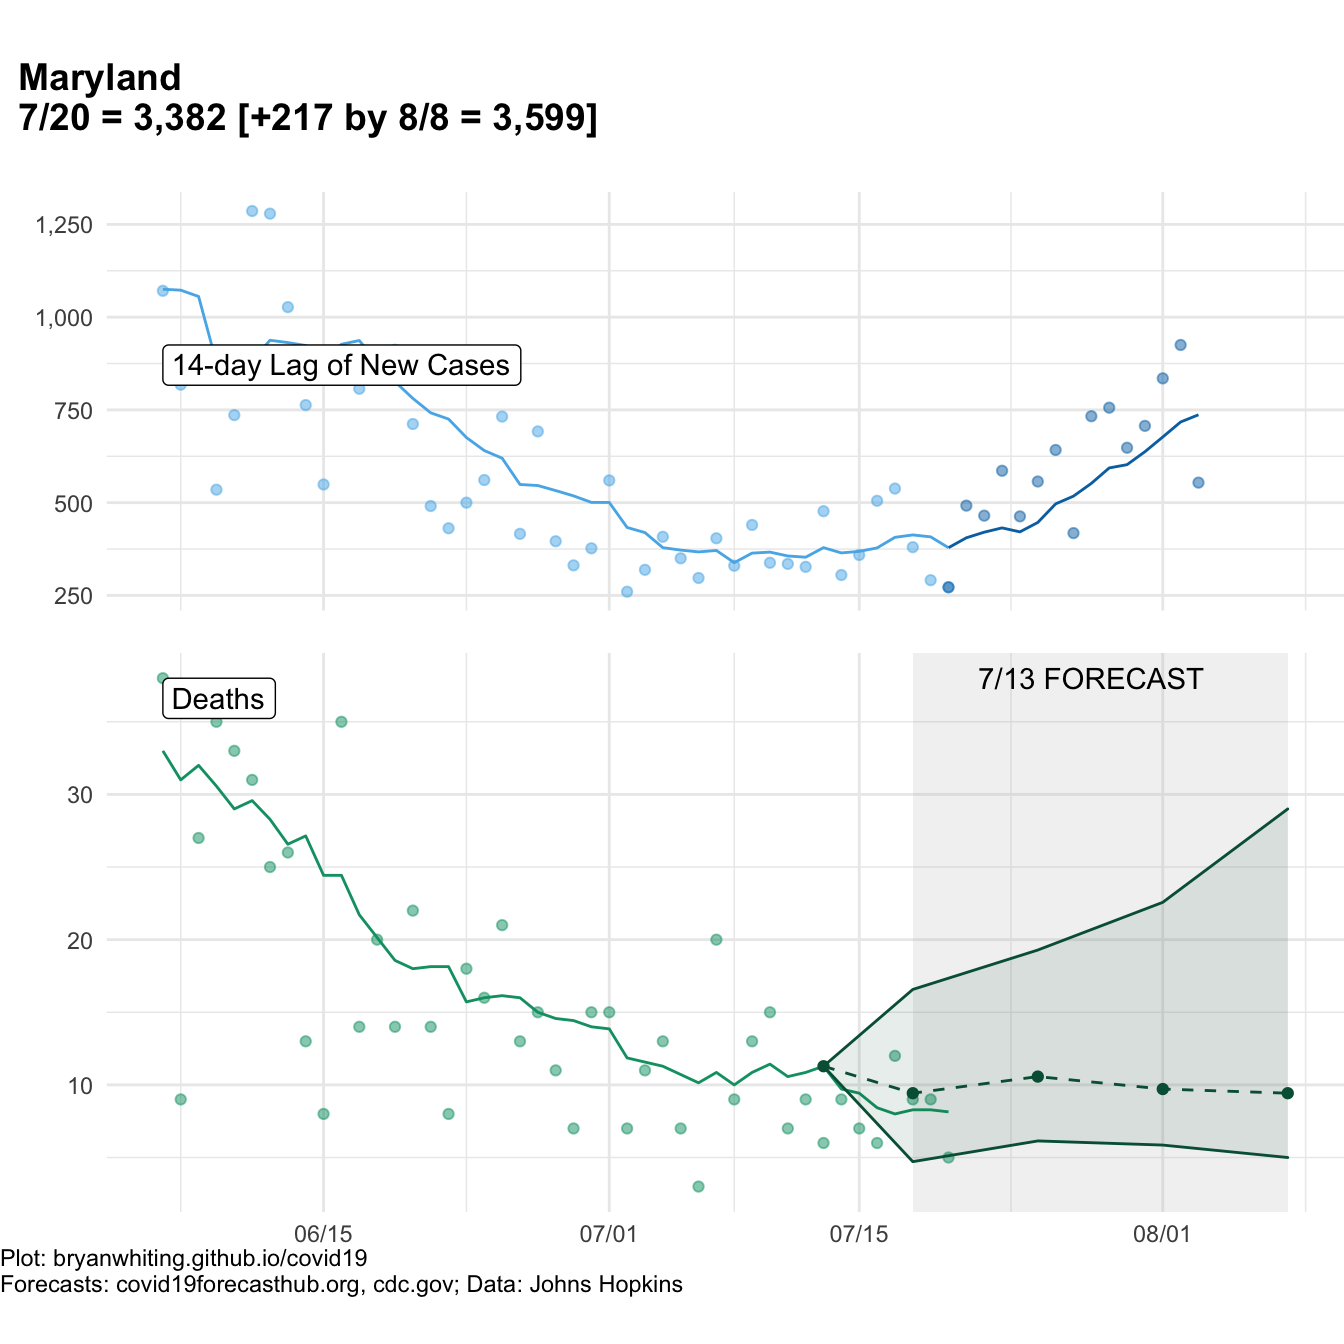 Maryland
7/20 = 3,382 [+217 by 8/8 = 3,599]
1,250
1,000
750
500
250
14-day Lag of New Cases
Deaths
7/13 FORECAST
30
20
10
06/15
07/01
07/15
08/01
Plot: bryanwhiting.github.io/covid19
Forecasts: covid19forecasthub.org, cdc.gov; Data: Johns Hopkins